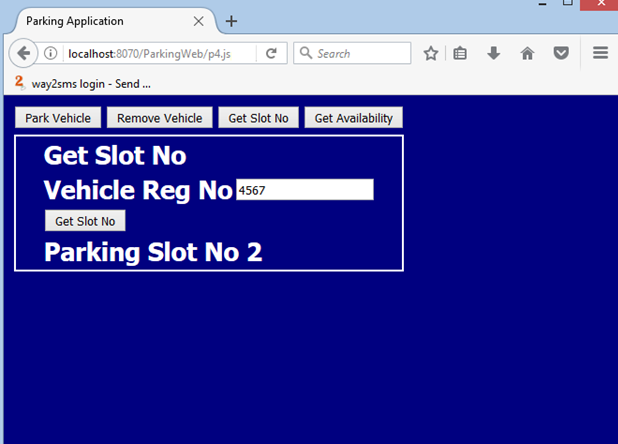 Parking Application
localhost:8070/ParkingWeb/p4.js
Search
2 way2sms login - Send ...
Park Vehicle Remove Vehicle Get Slot No Get Availability
Get Slot No
Vehicle Reg No 4567
Get Slot No
Parking Slot No 2